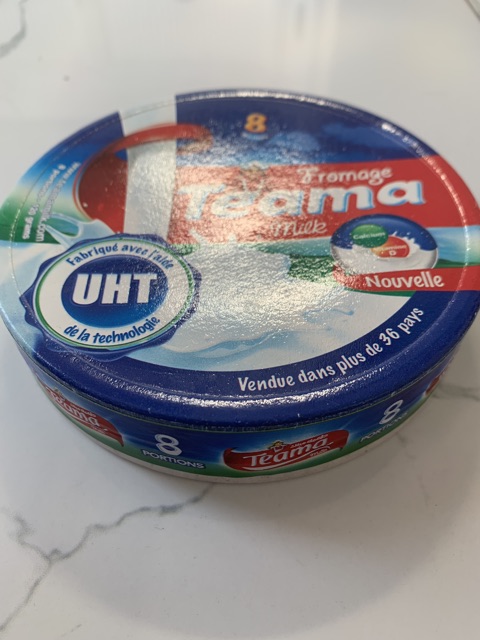 8
Fromage
Teama
Milk
Nouvelle
Fabriqué avec l'aide
UHT
de la technologie
Vendue dans plus de 36 pays
Teama
8
PORTIONS
Teama
8